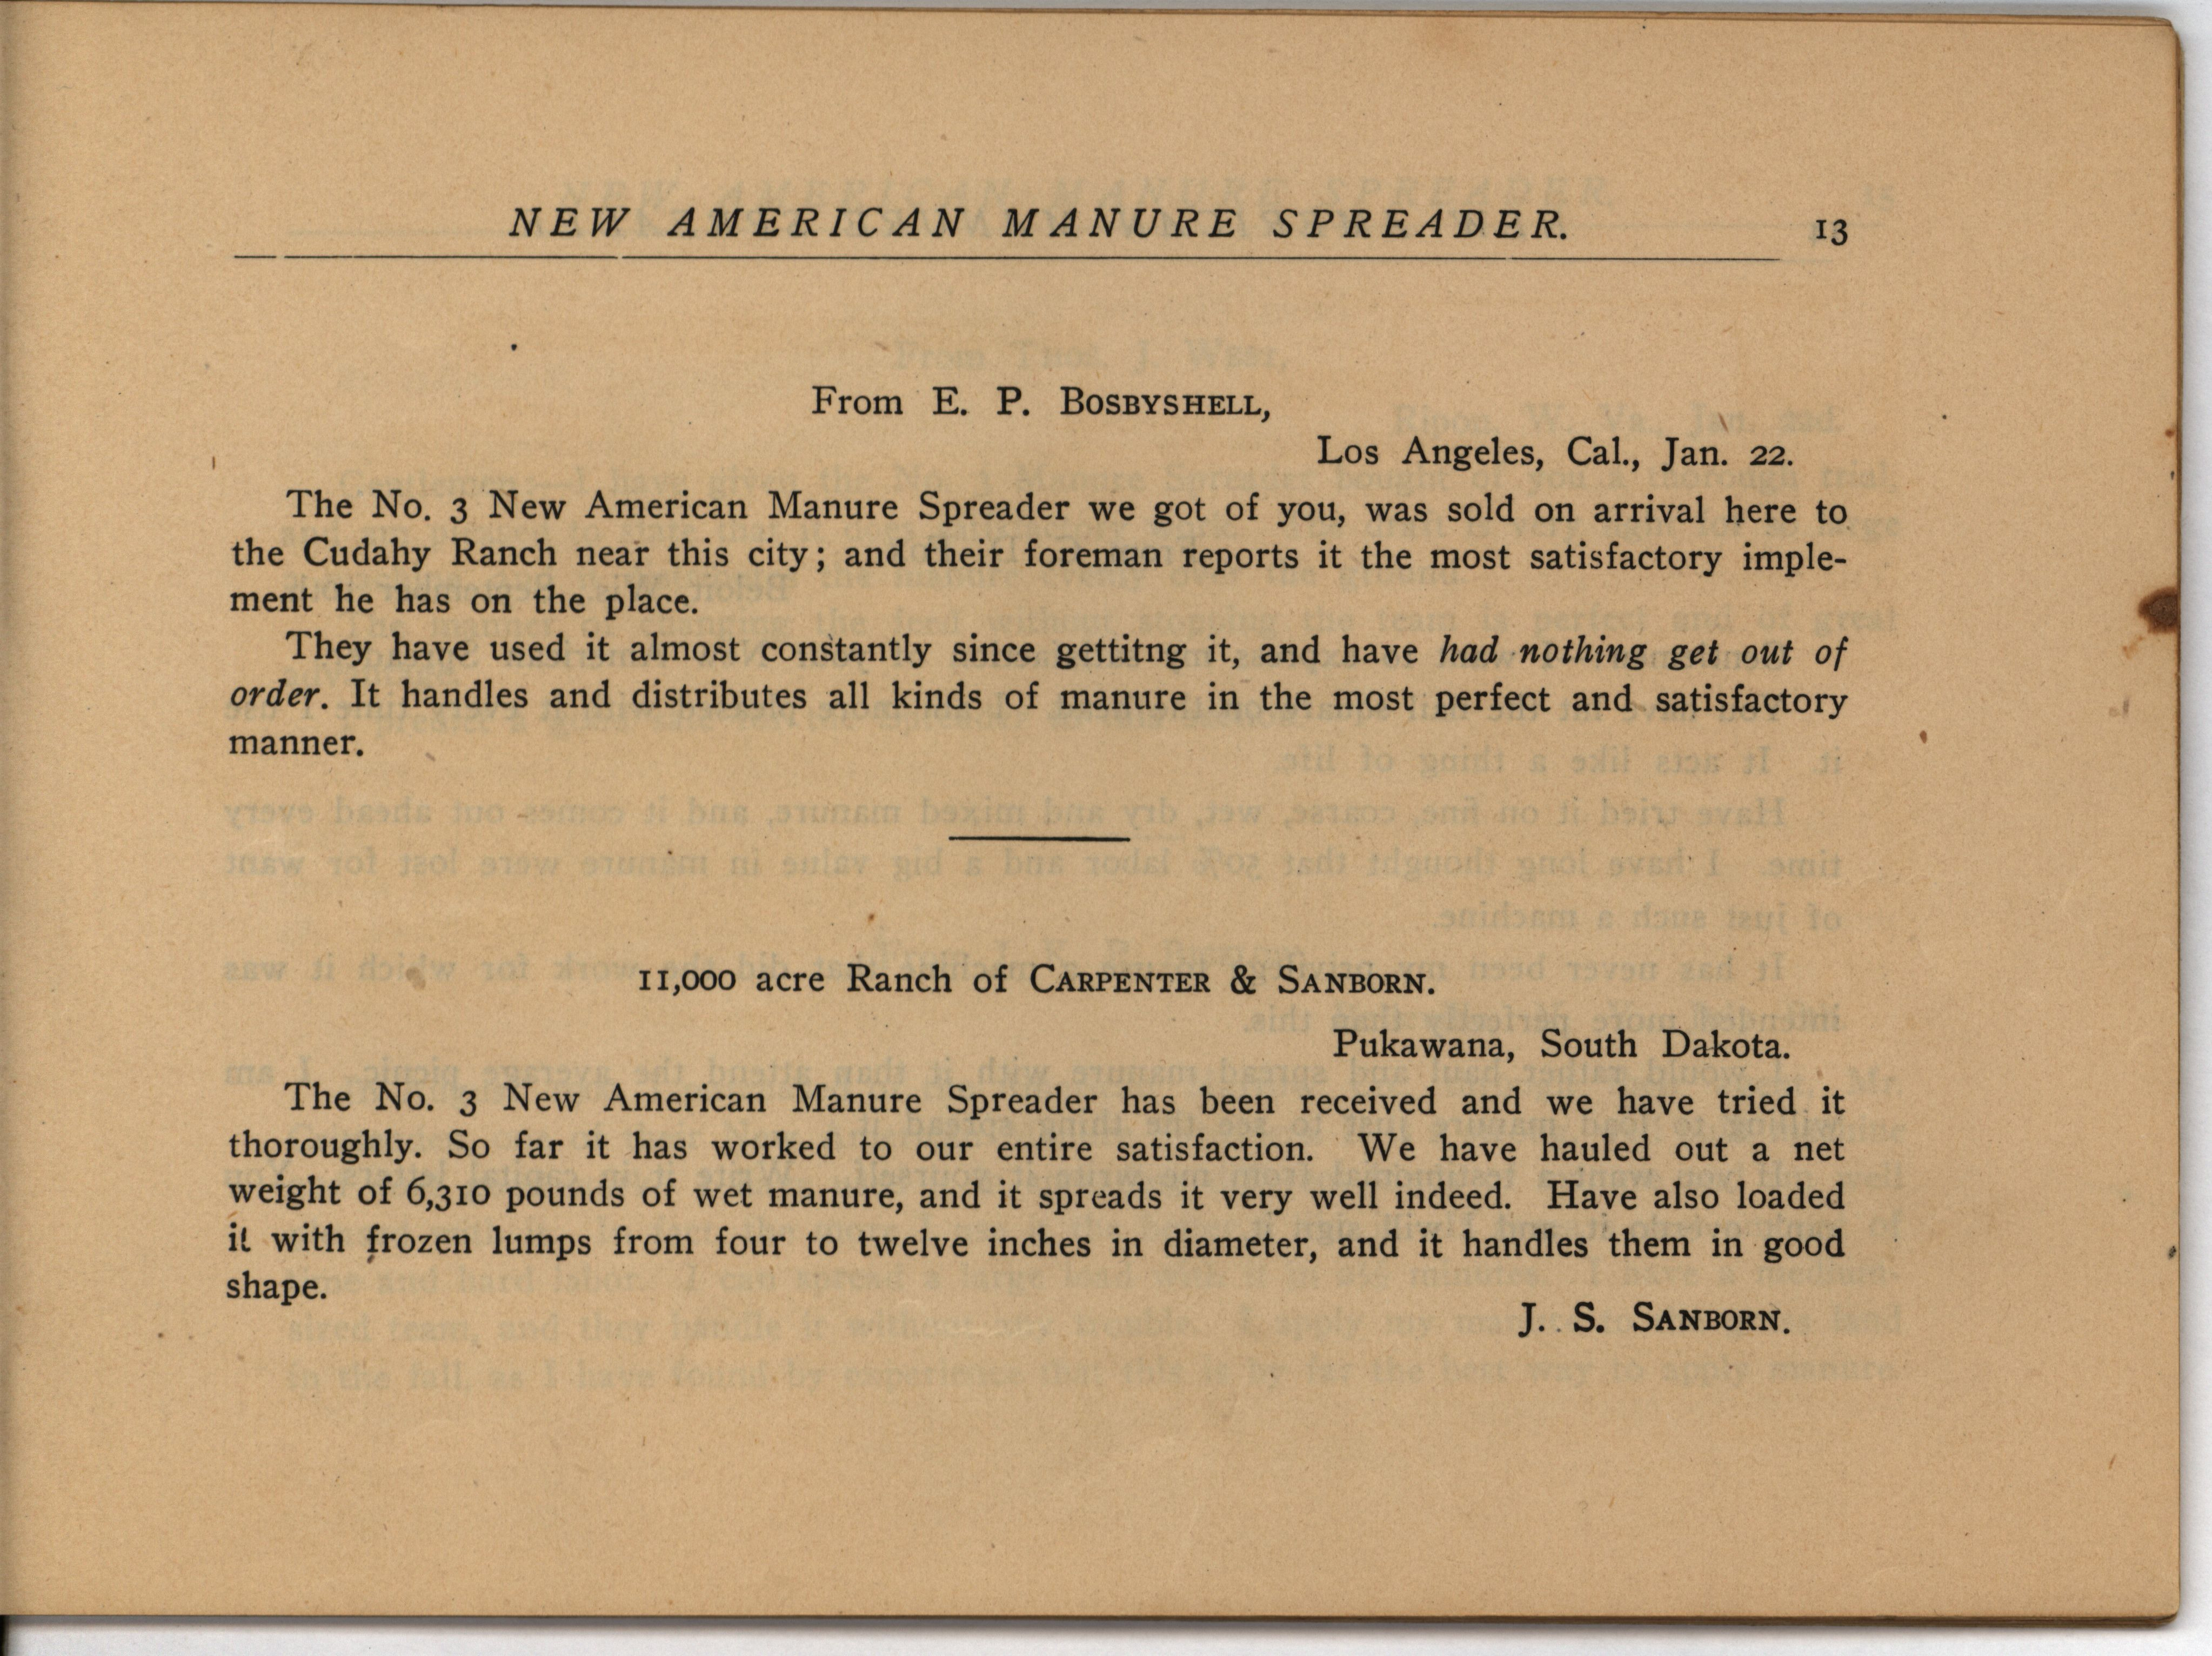 NEW AMERICAN MANURE SPREADER. 13
From E. P. BOSBYSHELL,
Los Angeles, Cal., Jan. 22.
The No. 3 New American Manure Spreader we got of you, was sold on arrival here to
the Cudahy Ranch near this city; and their foreman reports it the most satisfactory imple-
ment he has on the place.
They have used it almost constantly since gettitng it, and have had nothing get out of
order. It handles and distributes all kinds of manure in the most perfect and satisfactory
manner.
11,000 acre Ranch of CARPENTER & SANBORN.
Pukawana, South Dakota.
The No. 3 New American Manure Spreader has been received and we have tried it
thoroughly. So far it has worked to our entire satisfaction. We have hauled out a net
weight of 6,310 pounds of wet manure, and it spreads it very well indeed. Have also loaded
it with frozen lumps from four to twelve inches in diameter, and it handles them in good
shape.
J. S. SANBORN.